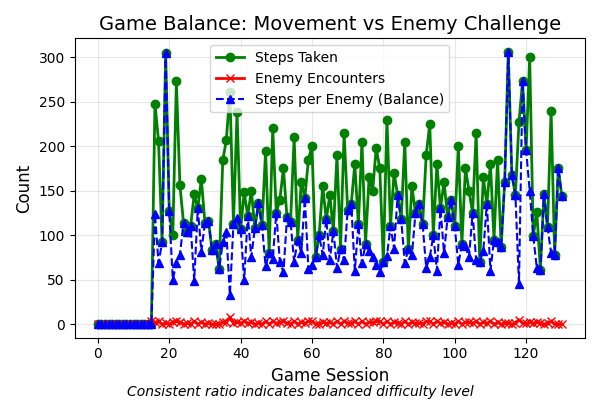 Game Balance: Movement vs Enemy Challenge
Steps Taken
Enemy Encounters
Steps per Enemy (Balance)
Count
300
250
200
150
100
50
0
0
20
40
60
80
100
120
Game Session
Consistent ratio indicates balanced difficulty level